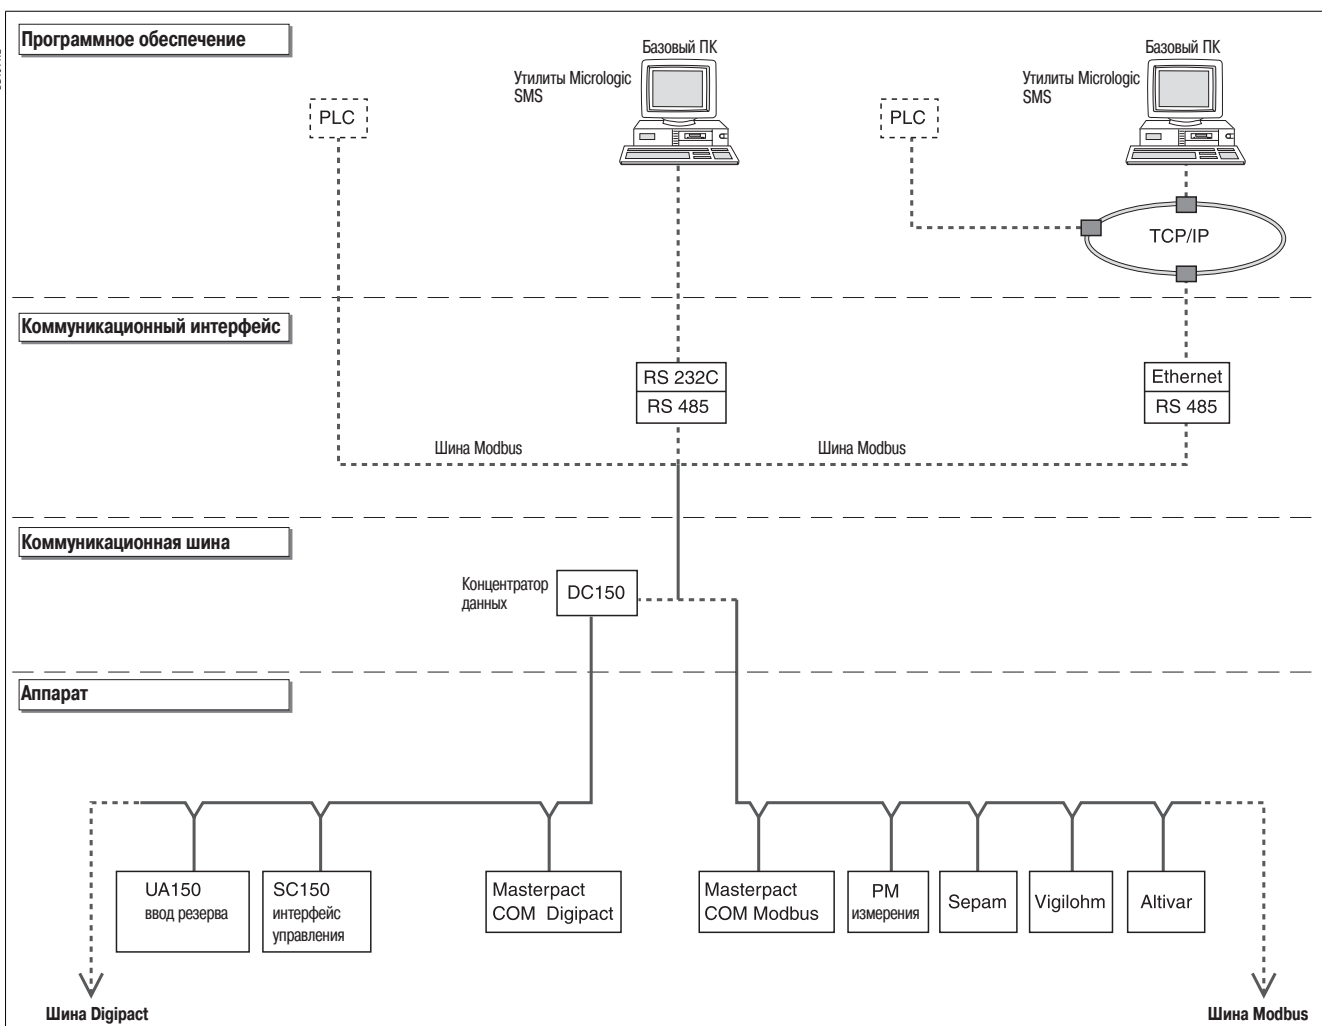 Программное обеспечение
Базовый ПК
Утилиты Micrologic
SMS
PLC
Базовый ПК
Утилиты Micrologic
SMS
PLC
TCP/IP
Коммуникационный интерфейс
RS 232C
RS 485
Ethernet
RS 485
Шина Modbus
Шина Modbus
Коммуникационная шина
Концентратор
данных
DC150
Аппарат
UA150
ввод резерва
SC150
интерфейс
управления
Masterpact
COM Digipact
Masterpact
COM Modbus
PM
измерения
Sepam
Vigilohm
Altivar
Шина Digipact
Шина Modbus